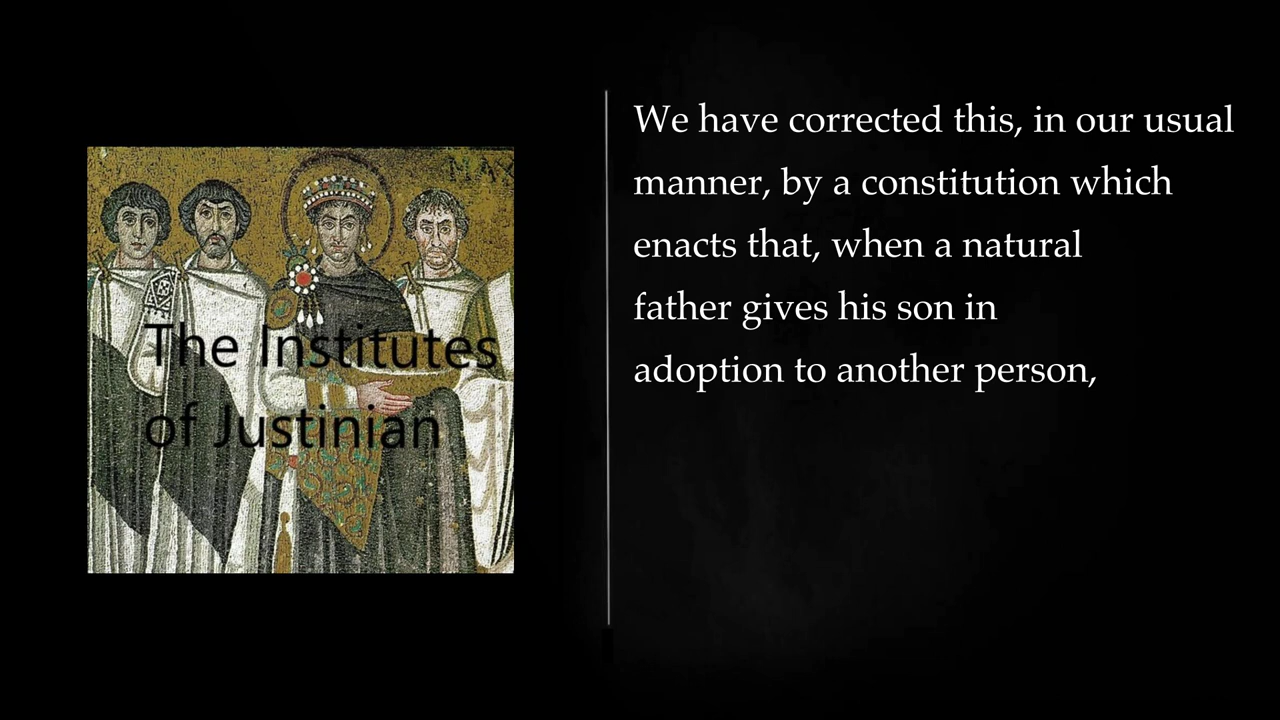 The Institutes
of Justinian
We have corrected this, in our usual
manner, by a constitution which
enacts that, when a natural
father gives his son in
adoption to another person,